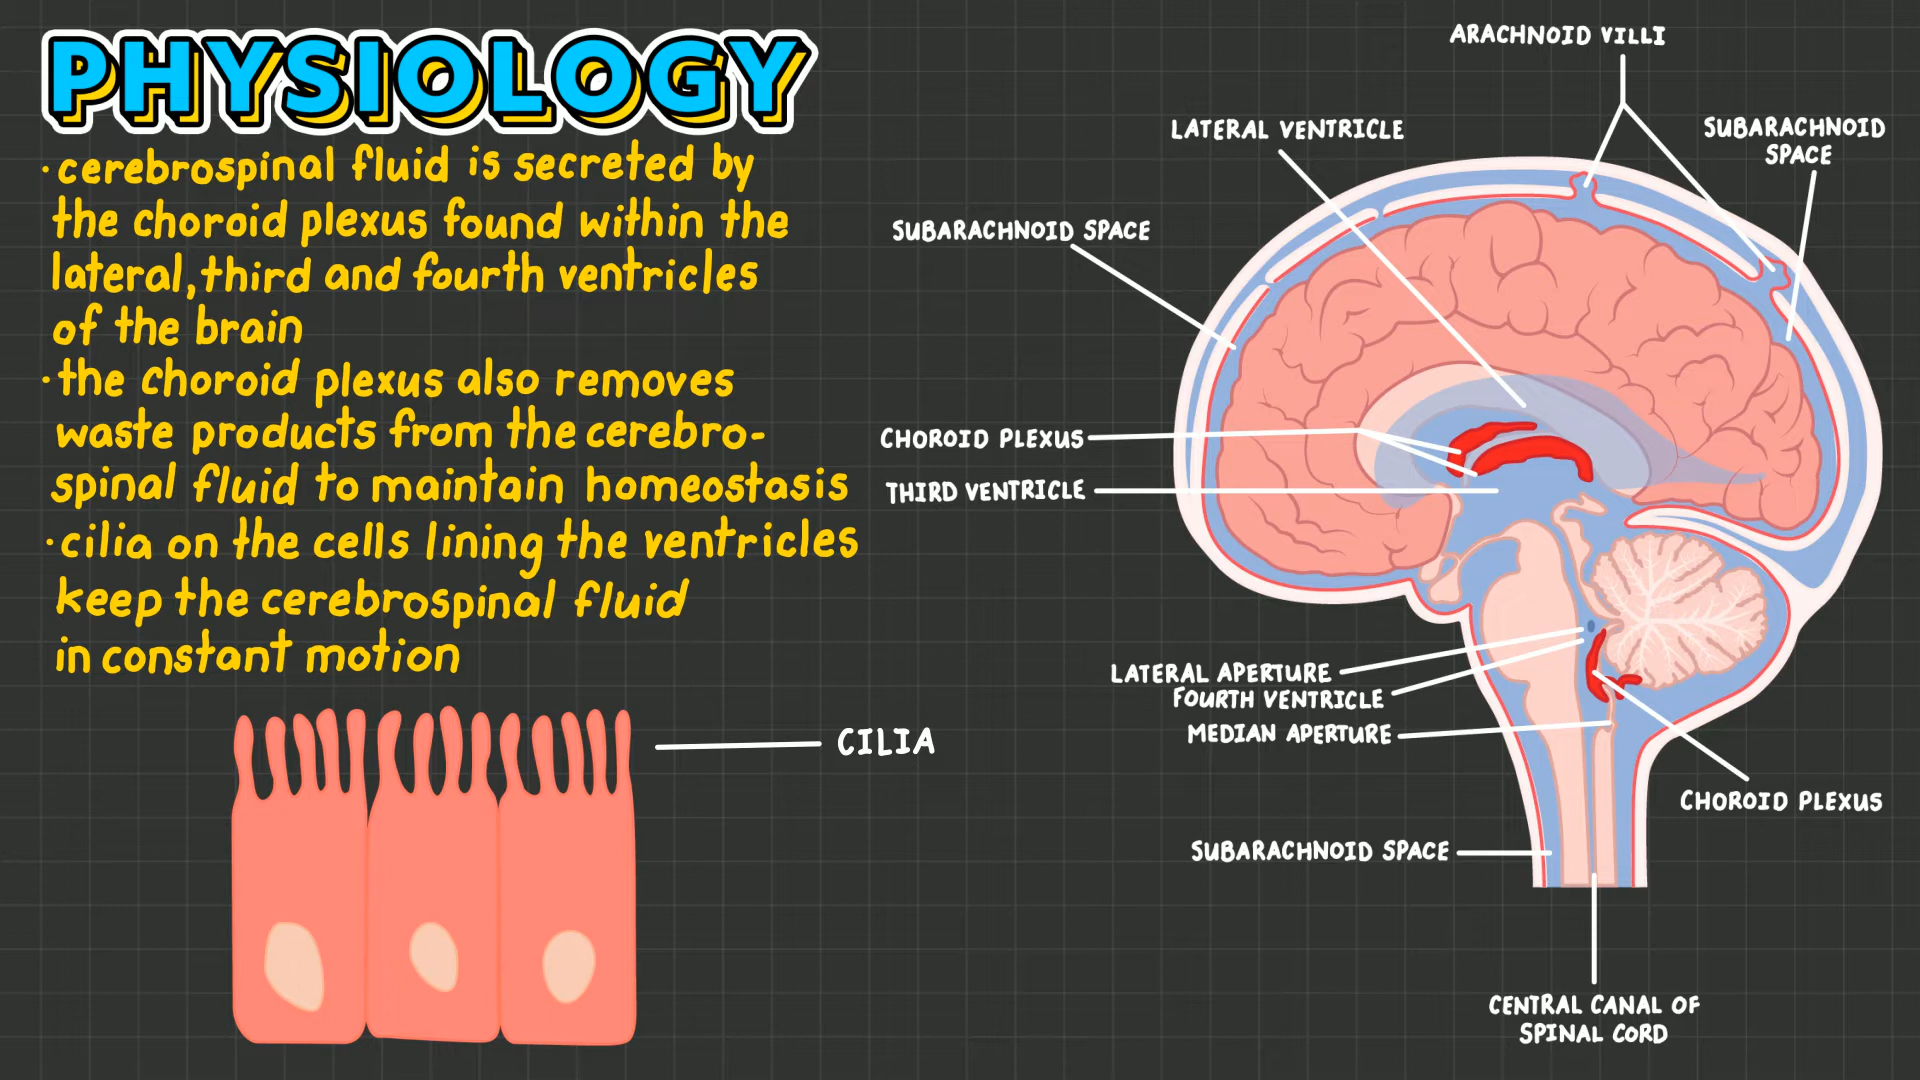 PHYSIOLOGY
·cerebrospinal fluid is secreted by
the choroid plexus found within the
lateral, third and fourth ventricles
of the brain
·the choroid plexus also removes
waste products from the cerebro-
spinal fluid to maintain homeostasis
·cilia on the cells lining the ventricles
keep the cerebrospinal fluid
in constant motion
CILIA
ARACHNOID VILLI
LATERAL VENTRICLE
SUBARACHNOID
SPACE
SUBARACHNOID SPACE
CHOROID PLEXUS
THIRD VENTRICLE
LATERAL APERTURE
FOURTH VENTRICLE
MEDIAN APERTURE
CHOROID PLEXUS
SUBARACHNOID SPACE
CENTRAL CANAL OF
SPINAL CORD